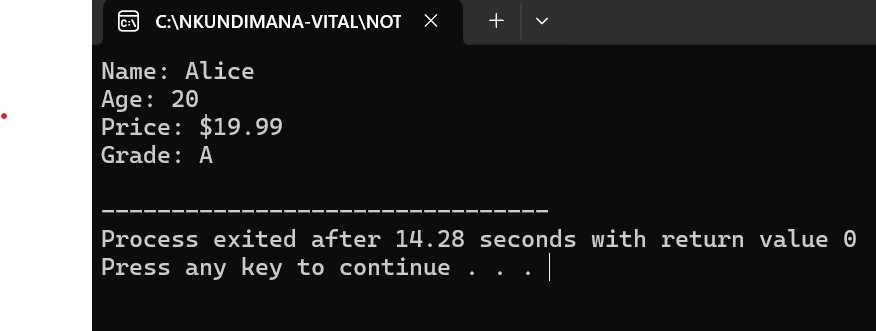 C:\NKUNDIMANA-VITAL\NOT
Name: Alice
Age: 20
Price: $19.99
Grade: A
--------------------------------
Process exited after 14.28 seconds with return value 0
Press any key to continue . . .